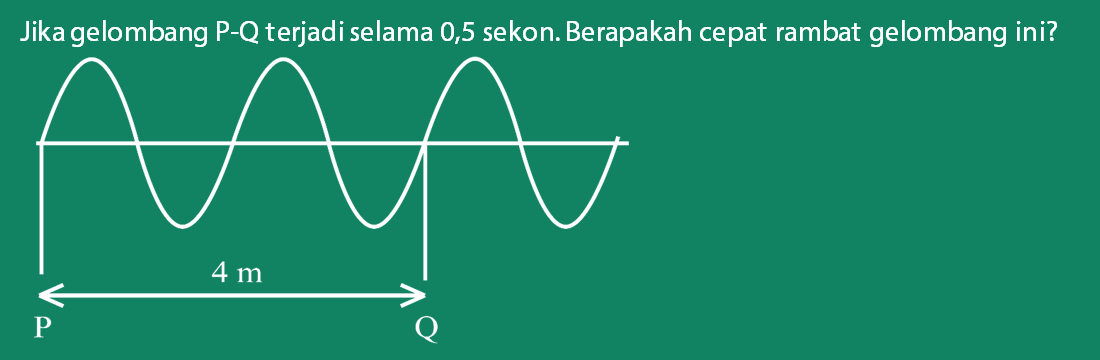 Jika gelombang P-Q terjadi selama 0,5 sekon. Berapakah cepat rambat gelombang ini?
4 m
P
Q